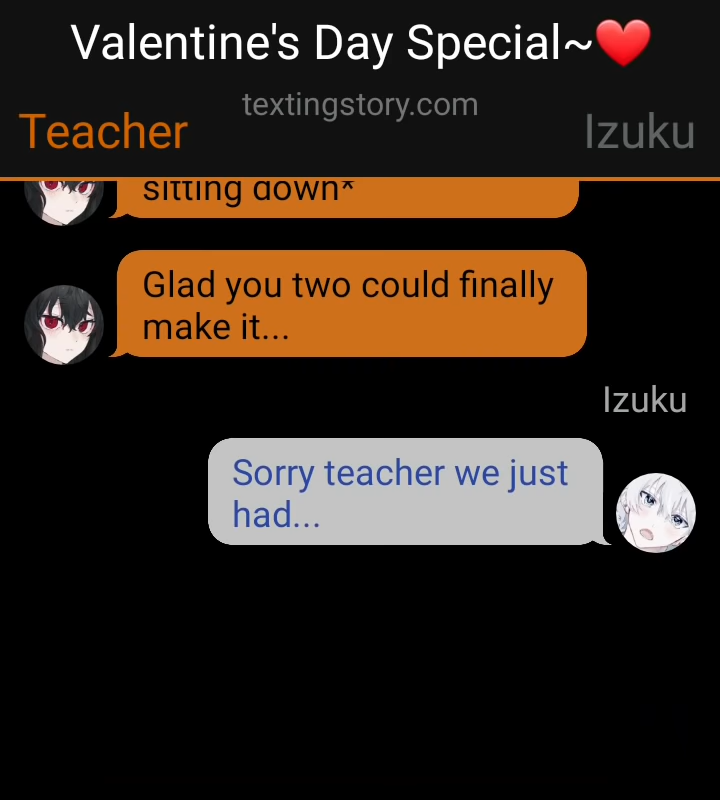 Valentine's Day Special~❤️
textingstory.com
Teacher
Izuku
sitting down*
Glad you two could finally
make it...
Izuku
Sorry teacher we just
had...